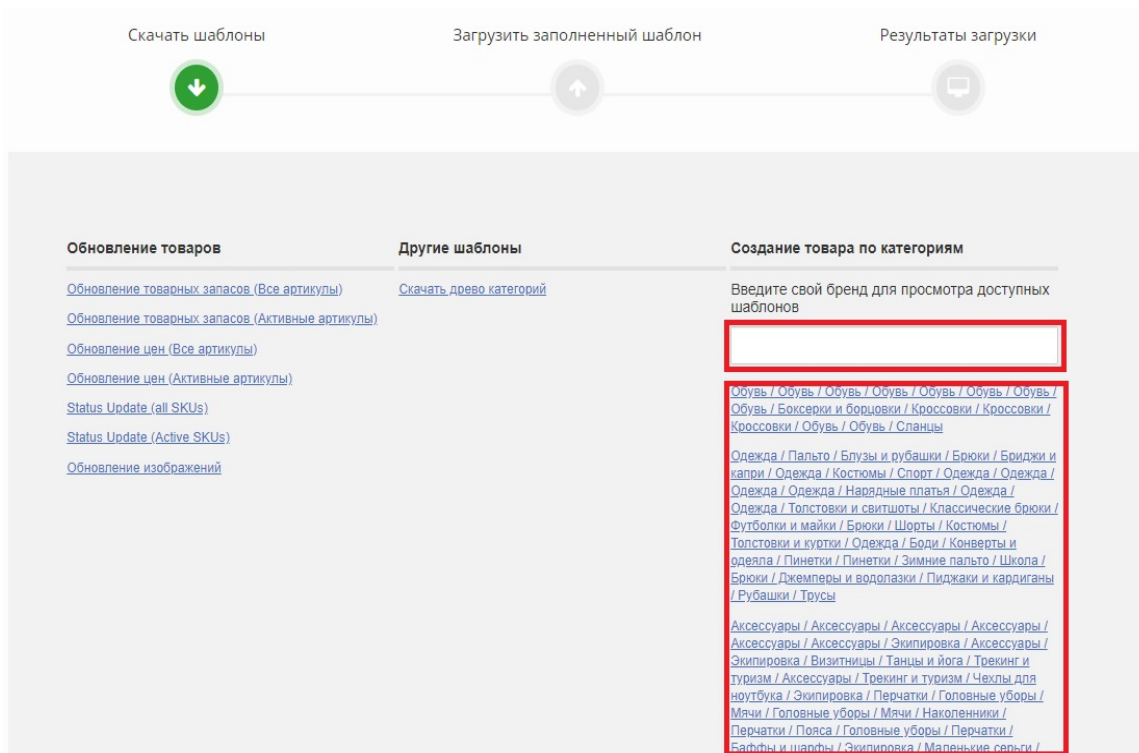 Скачать шаблоны
Загрузить заполненный шаблон
Результаты загрузки
Обновление товаров
Обновление товарных запасов (Все артикулы)
Обновление товарных запасов (Активные артикулы)
Обновление цен (Все артикулы)
Обновление цен (Активные артикулы)
Status Update (all SKUs)
Status Update (Active SKUs)
Обновление изображений
Другие шаблоны
Скачать древо категорий
Создание товара по категориям
Введите свой бренд для просмотра доступных
шаблонов
Обувь / Обувь / Обувь / Обувь / Обувь / Обувь / Обувь /
Обувь / Боксерки и борцовки / Кроссовки / Кроссовки /
Кроссовки / Обувь / Обувь / Сланцы
Одежда / Пальто / Блузы и рубашки / Брюки / Бриджи и
капри / Одежда / Костюмы / Спорт / Одежда / Одежда /
Одежда / Одежда / Нарядные платья / Одежда /
Одежда / Толстовки и свитшоты / Классические брюки /
Футболки и майки / Брюки / Шорты / Костюмы /
Толстовки и куртки / Одежда / Боди / Конверты и
одеяла / Пинетки / Пинетки / Зимние пальто / Школа /
Брюки / Джемперы и водолазки / Пиджаки и кардиганы
/ Рубашки / Трусы
Аксессуары / Аксессуары / Аксессуары / Аксессуары /
Аксессуары / Аксессуары / Экипировка / Аксессуары /
Экипировка / Визитницы / Танцы и йога / Трекинг и
туризм / Аксессуары / Трекинг и туризм / Чехлы для
ноутбука / Экипировка / Перчатки / Головные уборы /
Мячи / Головные уборы / Мячи / Наколенники /
Перчатки / Пояса / Головные уборы / Перчатки /
Баффы и шарфы / Экипировка / Маленькие серьги /